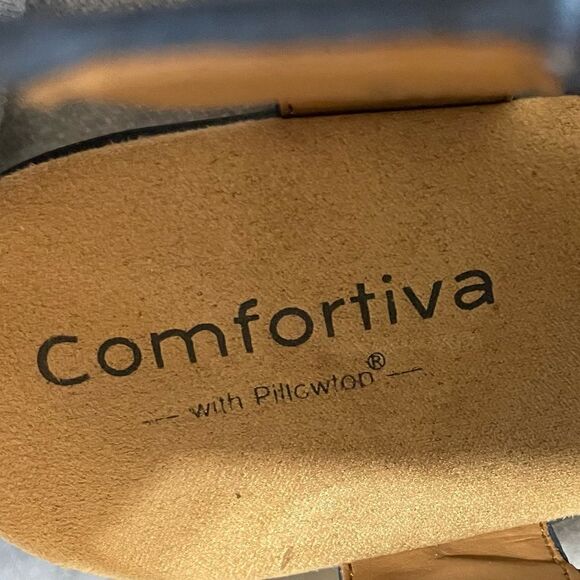 Comfortiva
— with Pillowtop® —